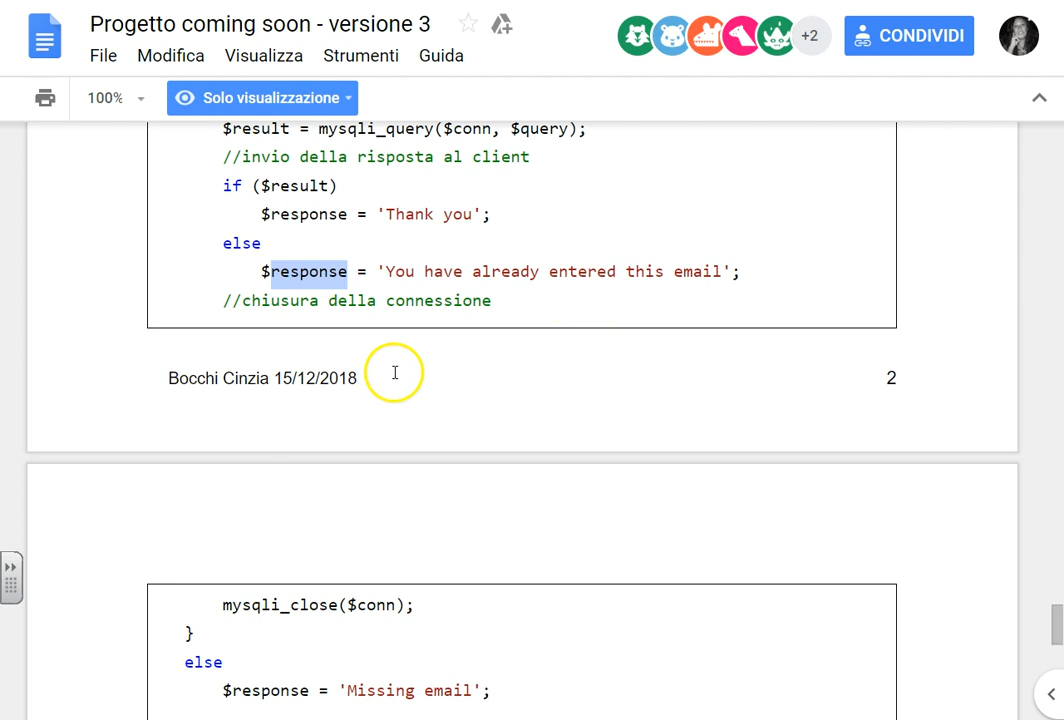 Progetto coming soon - versione 3
File Modifica Visualizza Strumenti Guida
+2
CONDIVIDI
100%
Solo visualizzazione
$result = mysqli_query($conn, $query);
//invio della risposta al client
if ($result)
$response = 'Thank you';
else
$response = 'You have already entered this email';
//chiusura della connessione
Bocchi Cinzia 15/12/2018 2
mysqli_close($conn);
}
else
$response = 'Missing email';